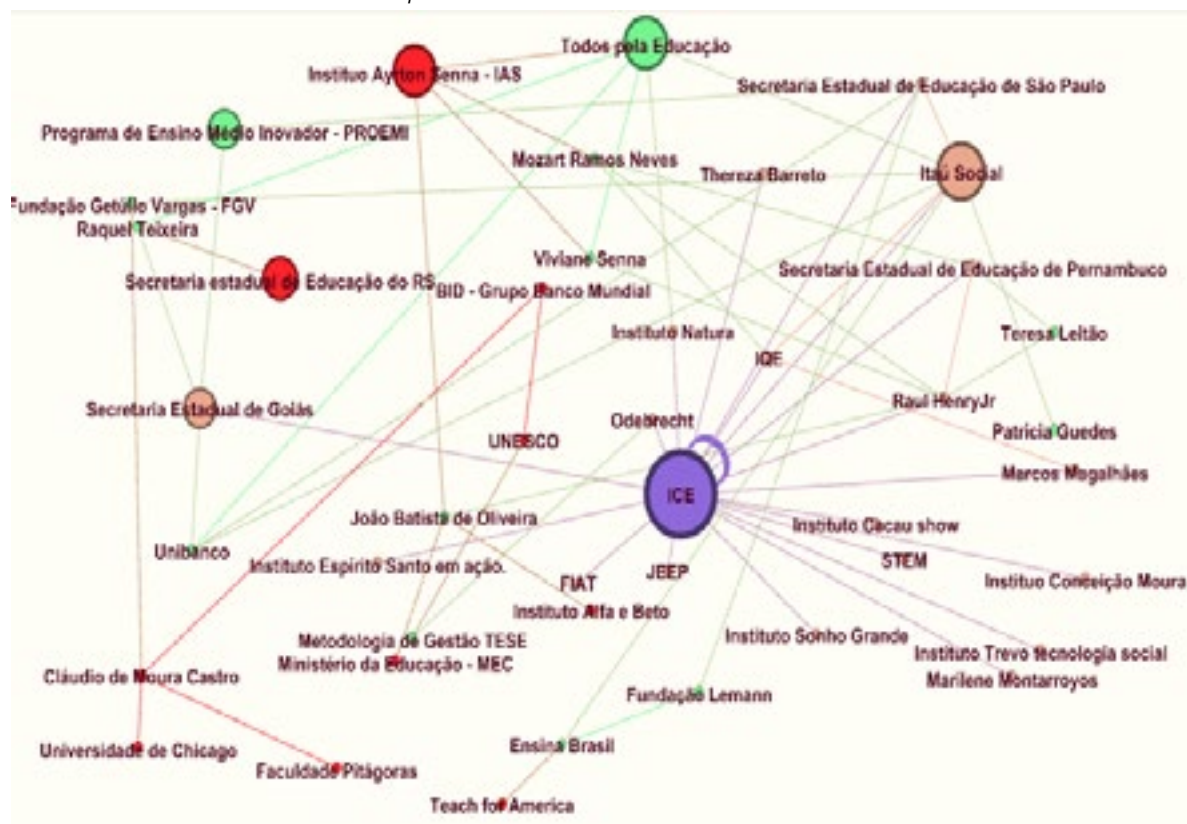 Todos pela Educação
Instituo Ayrton Senna - IAS
Secretaria Estadual de Educação de São Paulo
Programa de Ensino Médio Inovador - PROEMI
Mozart Ramos Neves
Thereza Barreto
Itaú Social
Fundação Getúlio Vargas - FGV
Raquel Teixeira
Viviane Senna
Secretaria Estadual de Educação de Pernambuco
Secretaria estadual de Educação do RS
BID - Grupo Banco Mundial
Instituto Natura
Teresa Leitão
IQE
Raul HenryJr
Secretaria Estadual de Goiás
Odebrecht
Patricia Guedes
UNESCO
Marcos Magalhães
ICE
João Batista de Oliveira
Instituto Cacau show
Unibanco
Instituto Espirito Santo em ação.
STEM
JEEP
FIAT
Instituo Conceição Moura
Instituto Alfa e Beto
Metodologia de Gestão TESE
Instituto Sonho Grande
Ministério da Educação - MEC
Instituto Trevo tecnologia social
Cláudio de Moura Castro
Marilene Montarroyos
Fundação Lemann
Universidade de Chicago
Ensina Brasil
Faculdade Pitágoras
Teach for America